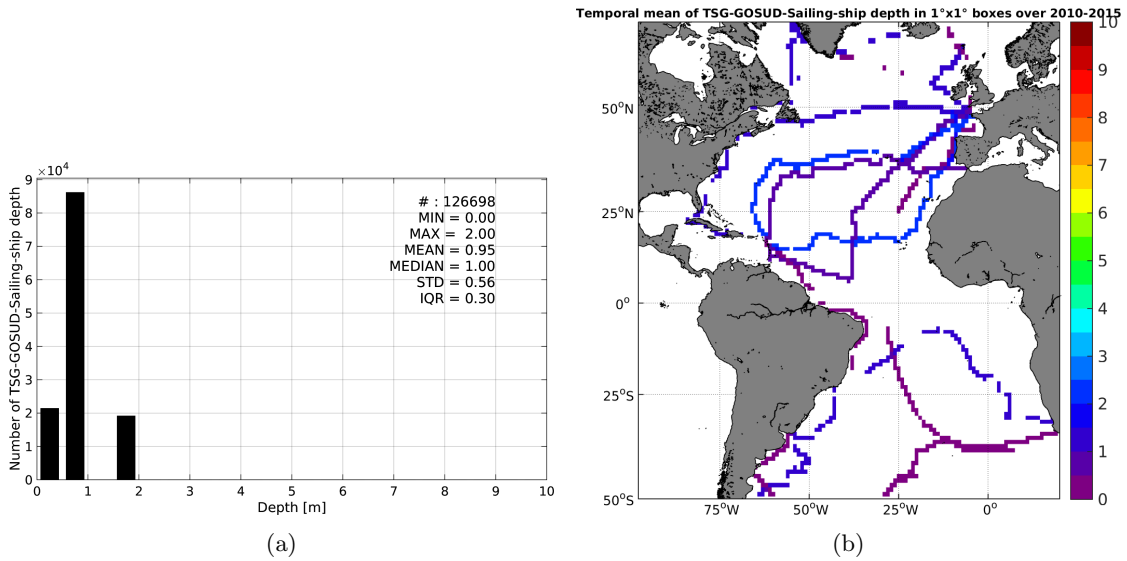 ×10⁴
9
8
7
6
5
4
3
2
1
0
Number of TSG-GOSUD-Sailing-ship depth
# : 126698
MIN = 0.00
MAX = 2.00
MEAN = 0.95
MEDIAN = 1.00
STD = 0.56
IQR = 0.30
0 1 2 3 4 5 6 7 8 9 10
Depth [m]
(a)
Temporal mean of TSG-GOSUD-Sailing-ship depth in 1°x1° boxes over 2010-2015
50°N
25°N
0°
25°S
50°S
75°W 50°W 25°W 0°
10
9
8
7
6
5
4
3
2
1
0
(b)